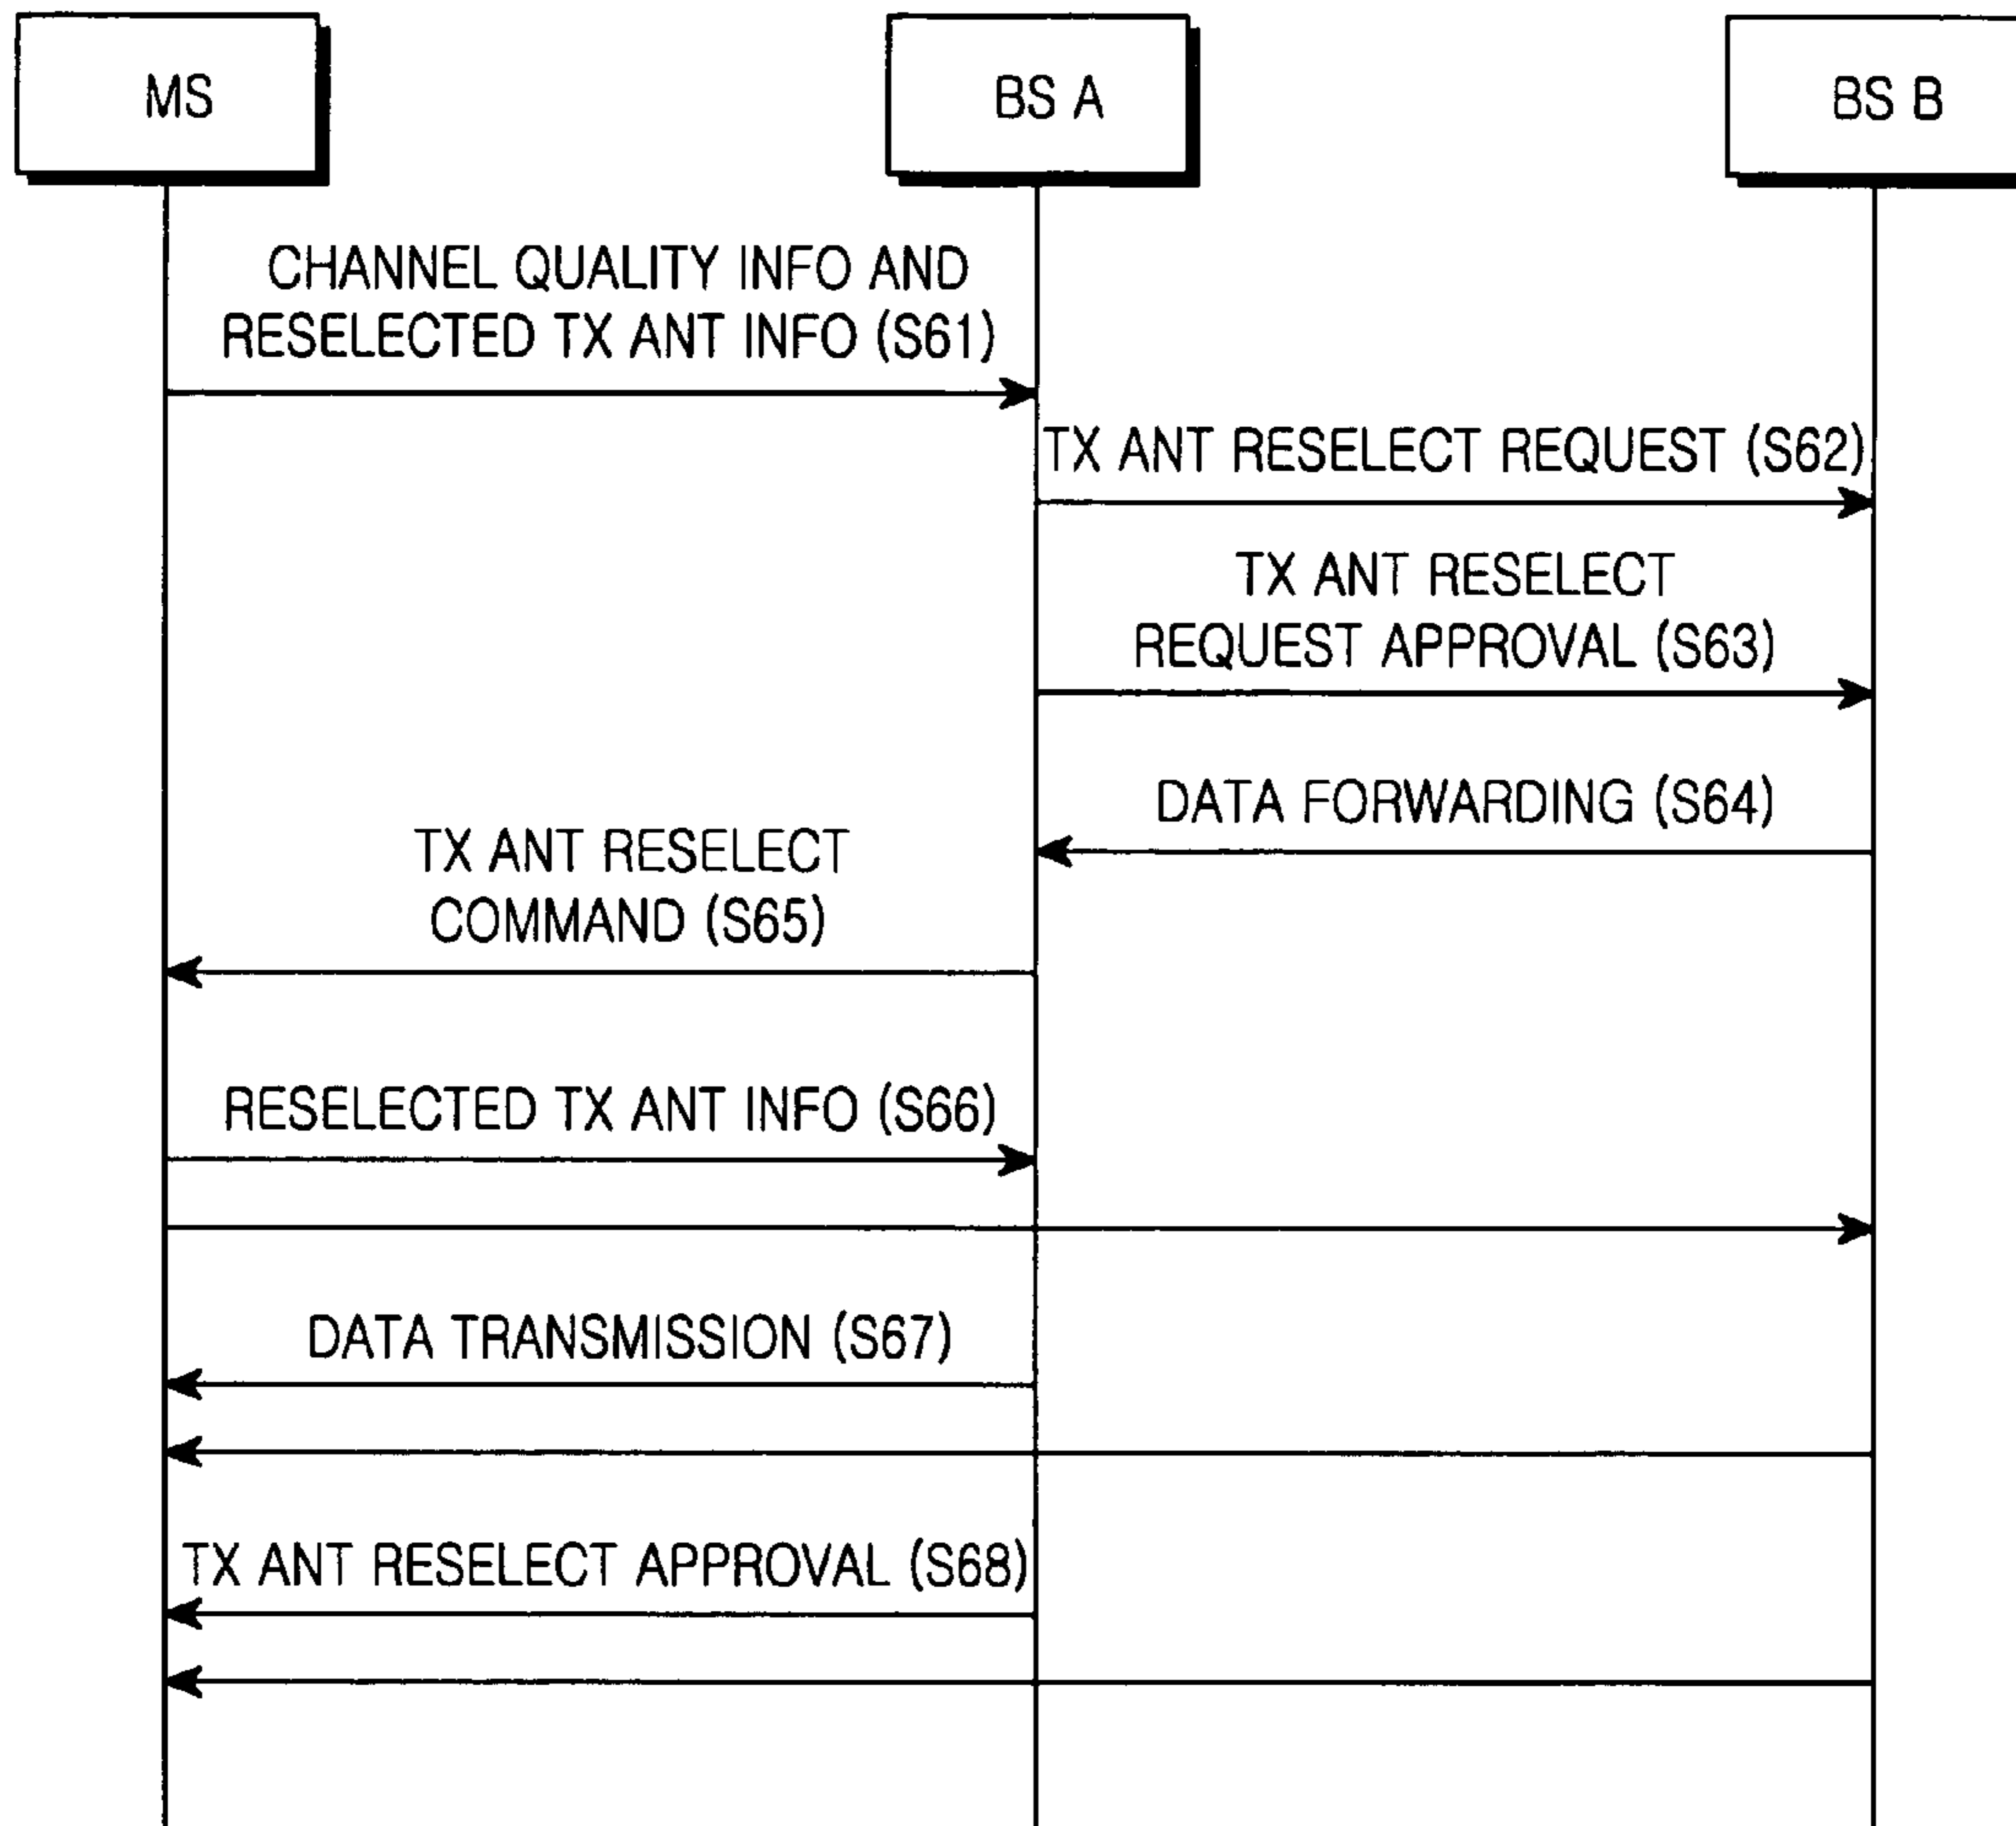 MS
BS A
BS B
CHANNEL QUALITY INFO AND
RESELECTED TX ANT INFO (S61)
TX ANT RESELECT REQUEST (S62)
TX ANT RESELECT
REQUEST APPROVAL (S63)
DATA FORWARDING (S64)
TX ANT RESELECT
COMMAND (S65)
RESELECTED TX ANT INFO (S66)
DATA TRANSMISSION (S67)
TX ANT RESELECT APPROVAL (S68)